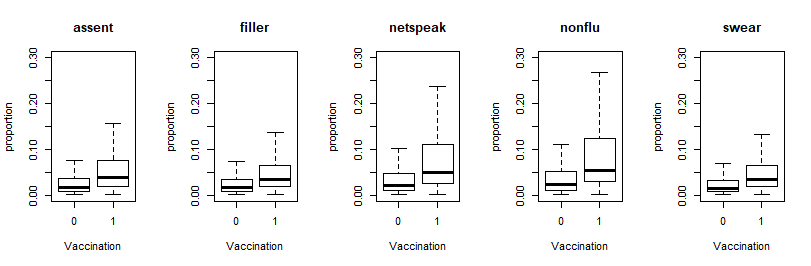 assent
proportion
0.30
0.20
0.10
0.00
0 1
Vaccination
filler
proportion
0.30
0.20
0.10
0.00
0 1
Vaccination
netspeak
proportion
0.30
0.20
0.10
0.00
0 1
Vaccination
nonflu
proportion
0.30
0.20
0.10
0.00
0 1
Vaccination
swear
proportion
0.30
0.20
0.10
0.00
0 1
Vaccination